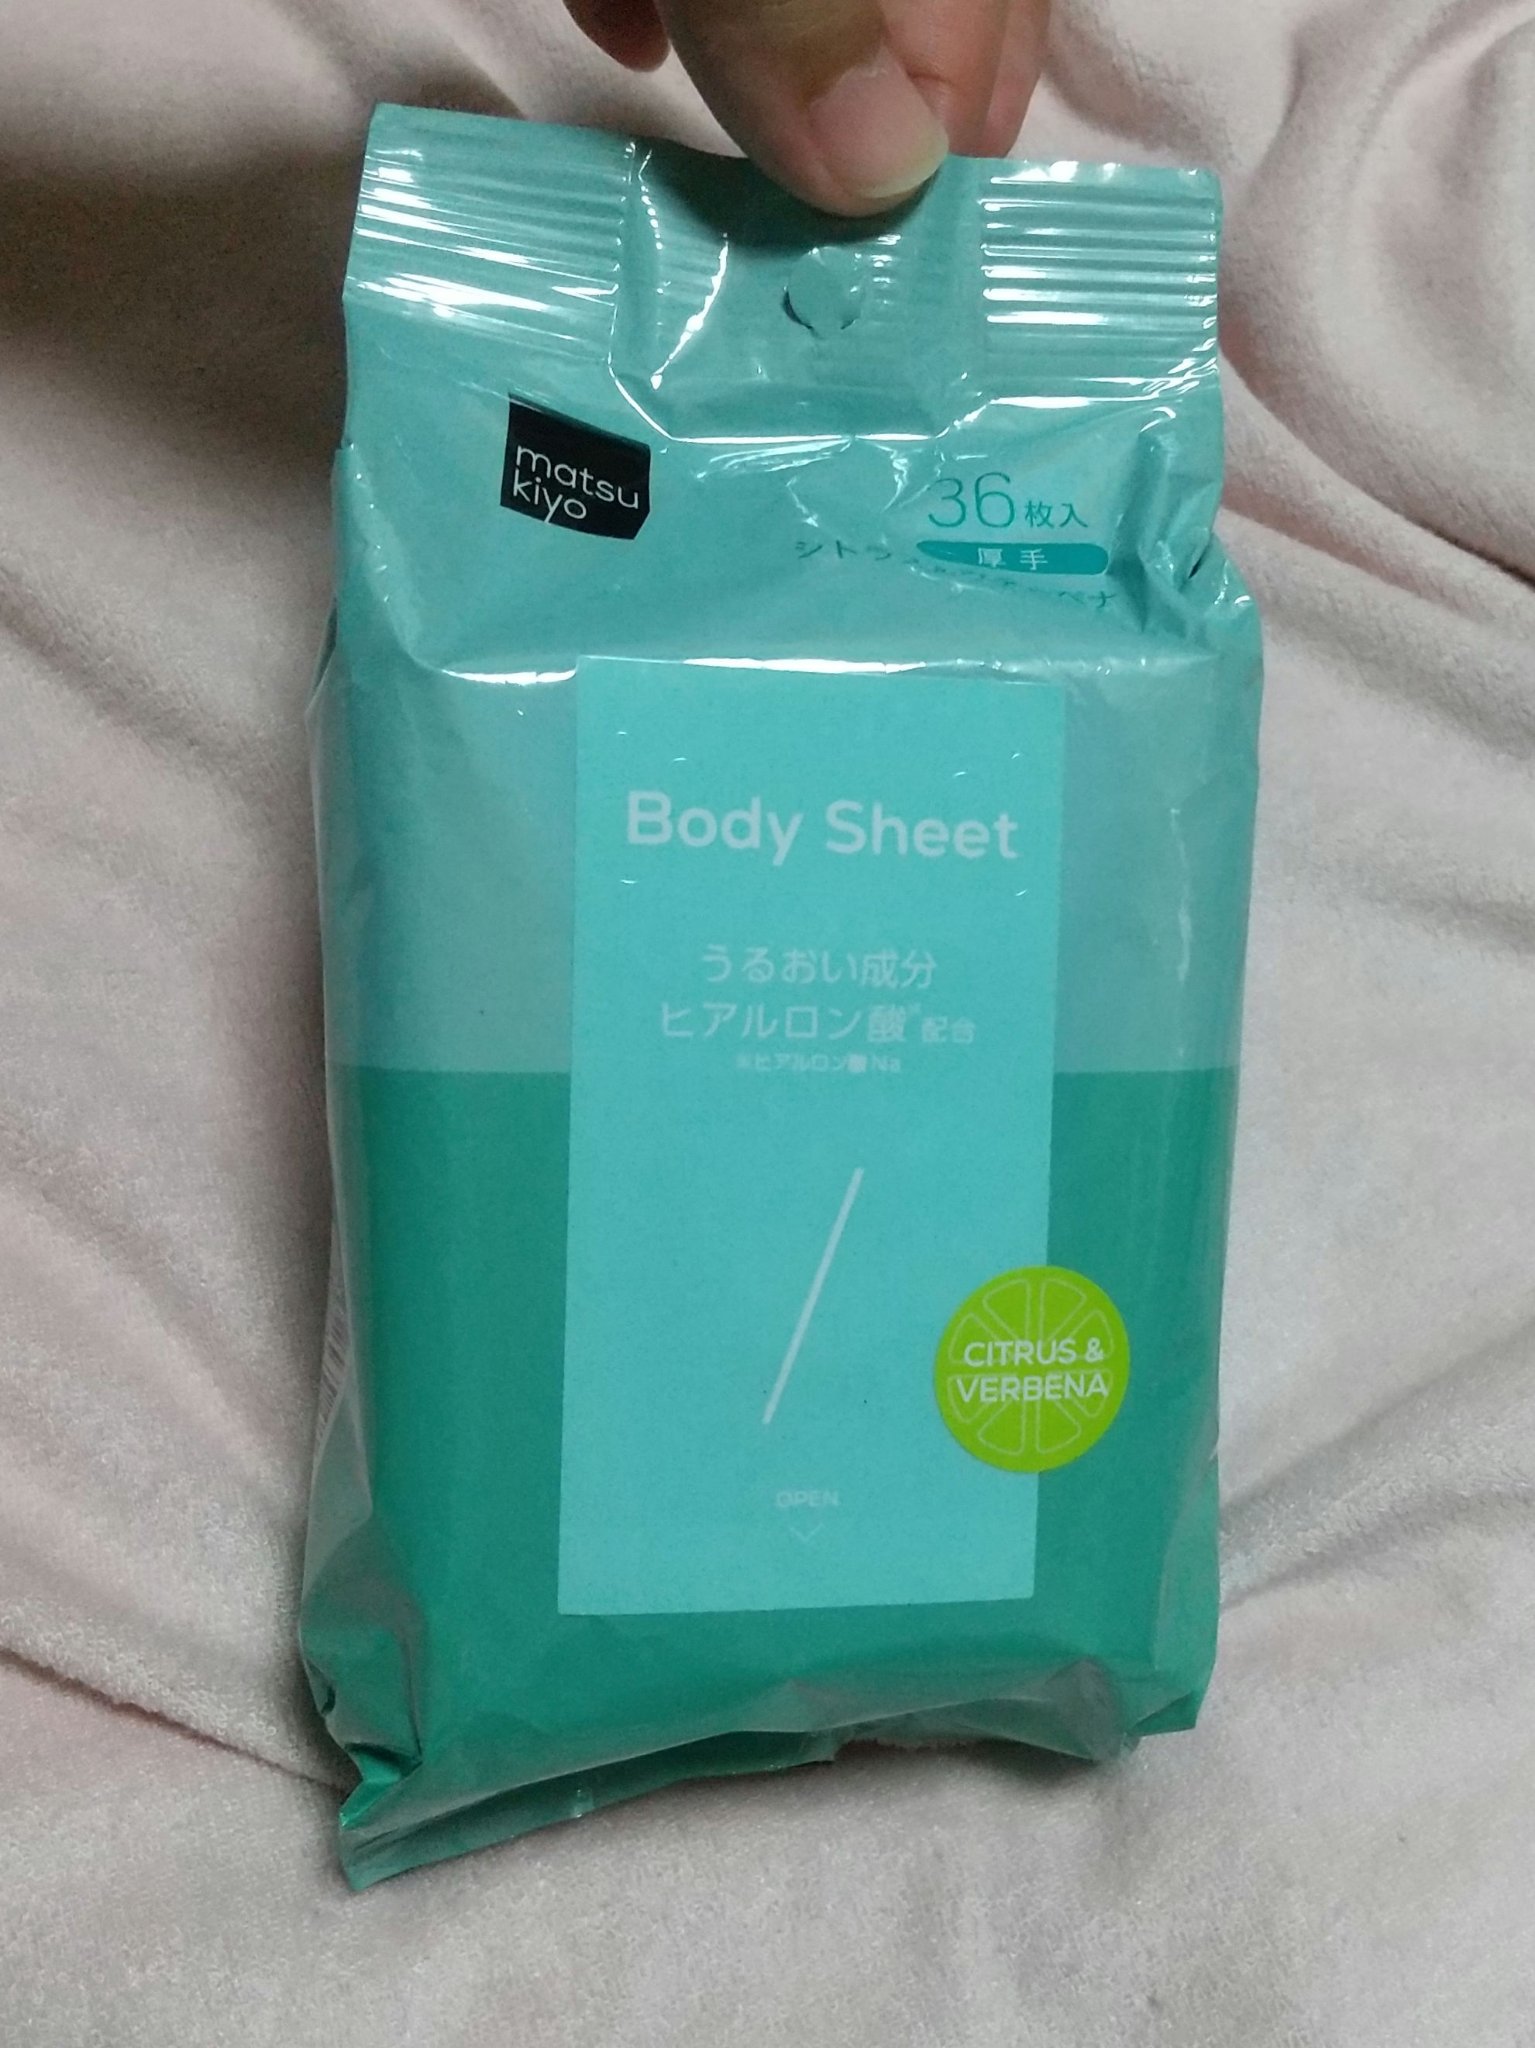 matsu
kiyo
36枚入
厚手
Body Sheet
うるおい成分
ヒアルロン酸※配合
※ヒアルロン酸Na
CITRUS &
VERBENA
OPEN